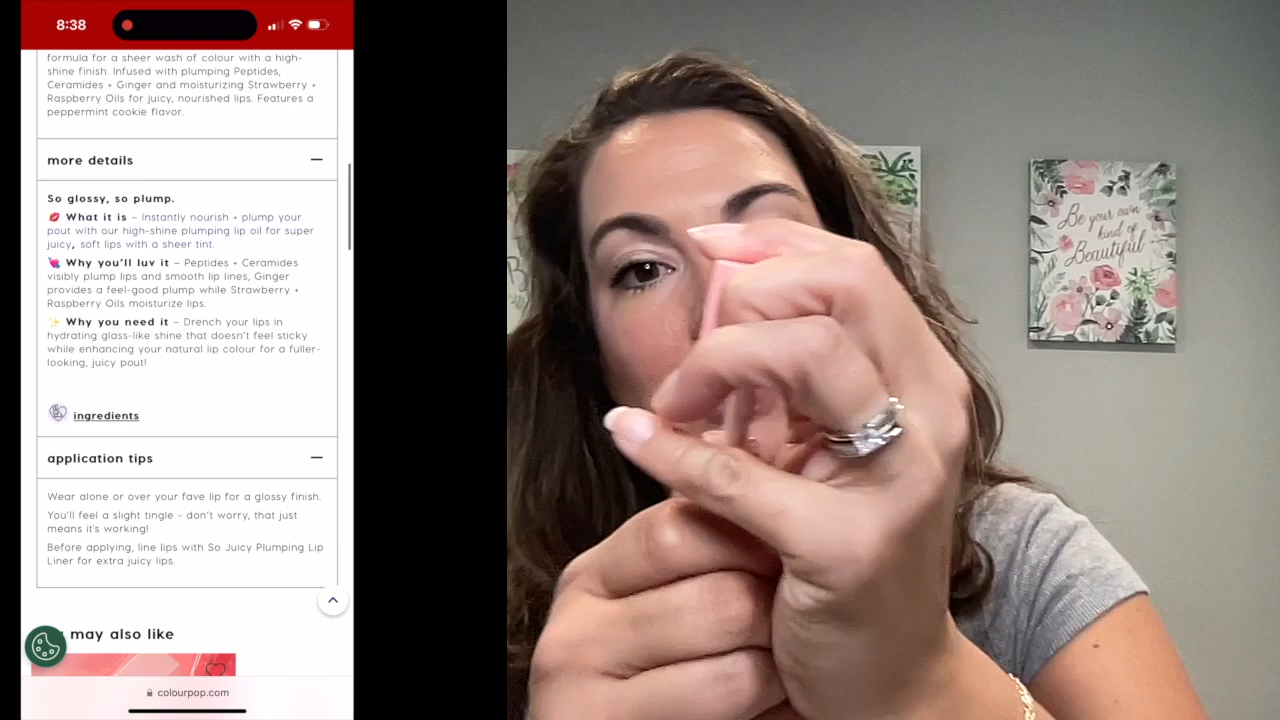 8:38
formula for a sheer wash of colour with a high-
shine finish. Infused with plumping Peptides,
Ceramides + Ginger and moisturizing Strawberry +
Raspberry Oils for juicy, nourished lips. Features a
peppermint cookie flavor.
more details
So glossy, so plump.
💋 What it is – Instantly nourish + plump your
pout with our high-shine plumping lip oil for super
juicy, soft lips with a sheer tint.
💘 Why you'll luv it – Peptides + Ceramides
visibly plump lips and smooth lip lines, Ginger
provides a feel-good plump while Strawberry +
Raspberry Oils moisturize lips.
✨ Why you need it – Drench your lips in
hydrating glass-like shine that doesn't feel sticky
while enhancing your natural lip colour for a fuller-
looking, juicy pout!
ingredients
application tips
Wear alone or over your fave lip for a glossy finish.
You'll feel a slight tingle - don't worry, that just
means it's working!
Before applying, line lips with So Juicy Plumping Lip
Liner for extra juicy lips.
may also like
colourpop.com
Be your own
kind of
Beautiful